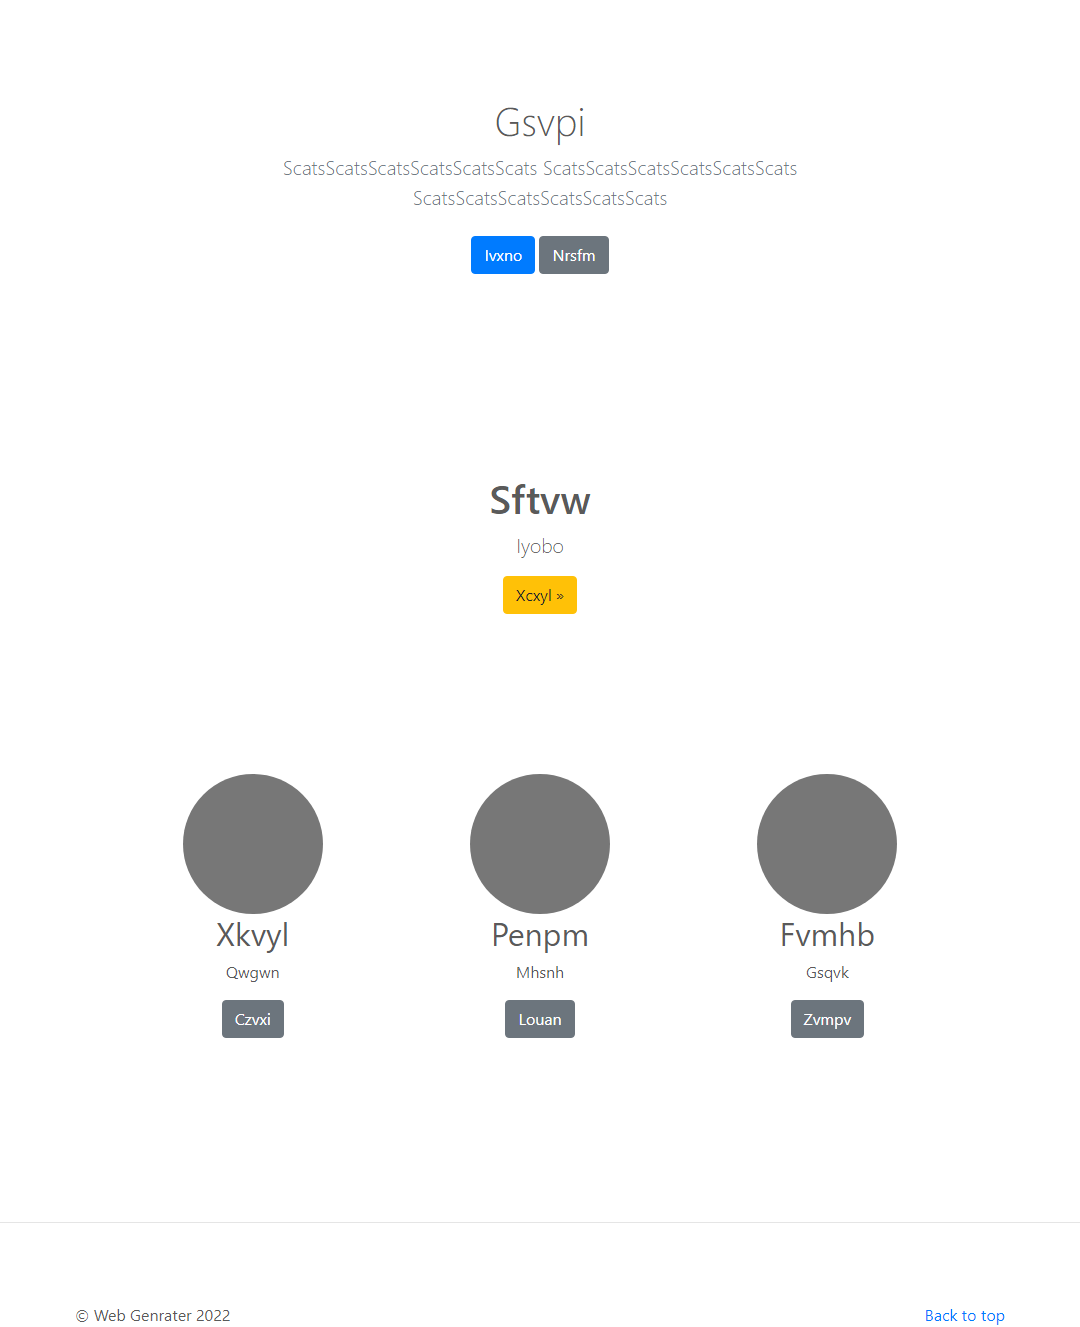 Gsvpi
ScatsScatsScatsScatsScatsScats ScatsScatsScatsScatsScatsScats
ScatsScatsScatsScatsScatsScats
Ivxno Nrsfm
Sftvw
Iyobo
Xcxyl »
Xkvyl Penpm Fvmhb
Qwgwn Mhsnh Gsqvk
Czvxi Louan Zvmpv
© Web Genrater 2022 Back to top